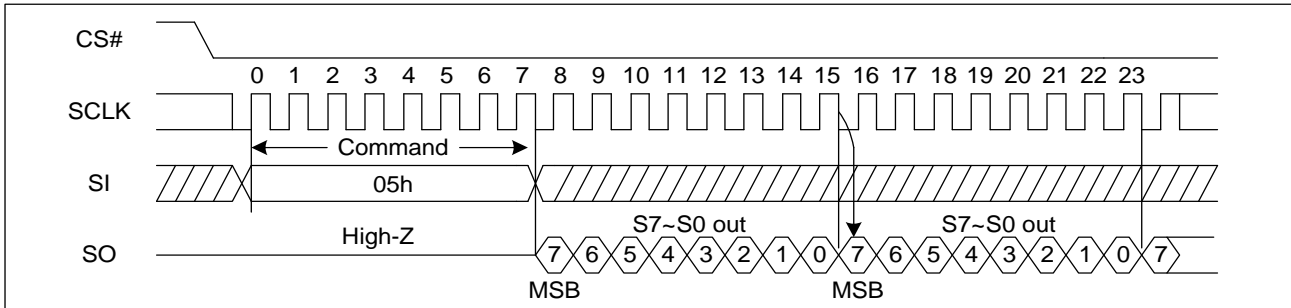 CS#
0 1 2 3 4 5 6 7 8 9 10 11 12 13 14 15 16 17 18 19 20 21 22 23
SCLK
Command
SI 05h
High-Z S7~S0 out S7~S0 out
SO 7 6 5 4 3 2 1 0 7 6 5 4 3 2 1 0 7
MSB MSB